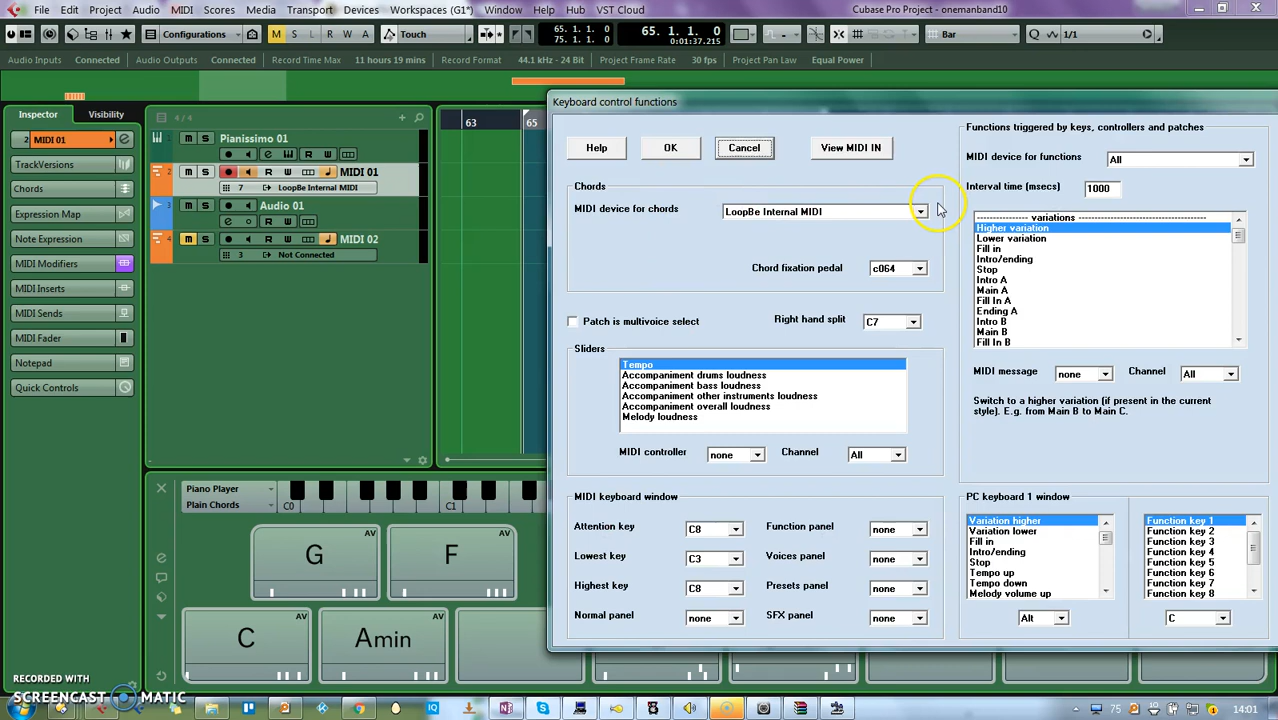 File Edit Project Audio MIDI Scores Media Transport Devices Workspaces (G1*) Window Help Hub VST Cloud
Cubase Pro Project - onemanband10
Configurations M S L R W A Touch
65. 1. 1. 0
75. 1. 1. 0
65. 1. 1. 0
0:01:37.215
Bar Q 1/1
Audio Inputs Connected Audio Outputs Connected Record Time Max 11 hours 19 mins Record Format 44.1 kHz - 24 Bit Project Frame Rate 30 fps Project Pan Law Equal Power
Inspector Visibility
2 MIDI 01
TrackVersions
Chords
Expression Map
Note Expression
MIDI Modifiers
MIDI Inserts
MIDI Sends
MIDI Fader
Notepad
Quick Controls
4 / 4
M S Pianissimo 01
R W
2 M S MIDI 01
R W 7 LoopBe Internal MIDI
3 M S Audio 01
R W
4 M S MIDI 02
R W 3 Not Connected
63 65
Piano Player
Plain Chords
C0 C1
G AV
F AV
C AV
Amin AV
Keyboard control functions
Help OK Cancel View MIDI IN
Chords
MIDI device for chords LoopBe Internal MIDI
Chord fixation pedal c064
Patch is multivoice select Right hand split C7
Sliders
Tempo
Accompaniment drums loudness
Accompaniment bass loudness
Accompaniment other instruments loudness
Accompaniment overall loudness
Melody loudness
MIDI controller none Channel All
MIDI keyboard window
Attention key C8 Function panel none
Lowest key C3 Voices panel none
Highest key C8 Presets panel none
Normal panel none SFX panel none
Functions triggered by keys, controllers and patches
MIDI device for functions All
Interval time (msecs) 1000
---------------- variations ----------------
Higher variation
Lower variation
Fill in
Intro/ending
Stop
Intro A
Main A
Fill In A
Ending A
Intro B
Main B
Fill In B
MIDI message none Channel All
Switch to a higher variation (if present in the current
style). E.g. from Main B to Main C.
PC keyboard 1 window
Variation higher
Variation lower
Fill in
Intro/ending
Stop
Tempo up
Tempo down
Melody volume up
Alt
Function key 1
Function key 2
Function key 3
Function key 4
Function key 5
Function key 6
Function key 7
Function key 8
C
RECORDED WITH
SCREENCAST MATIC
75 14:01